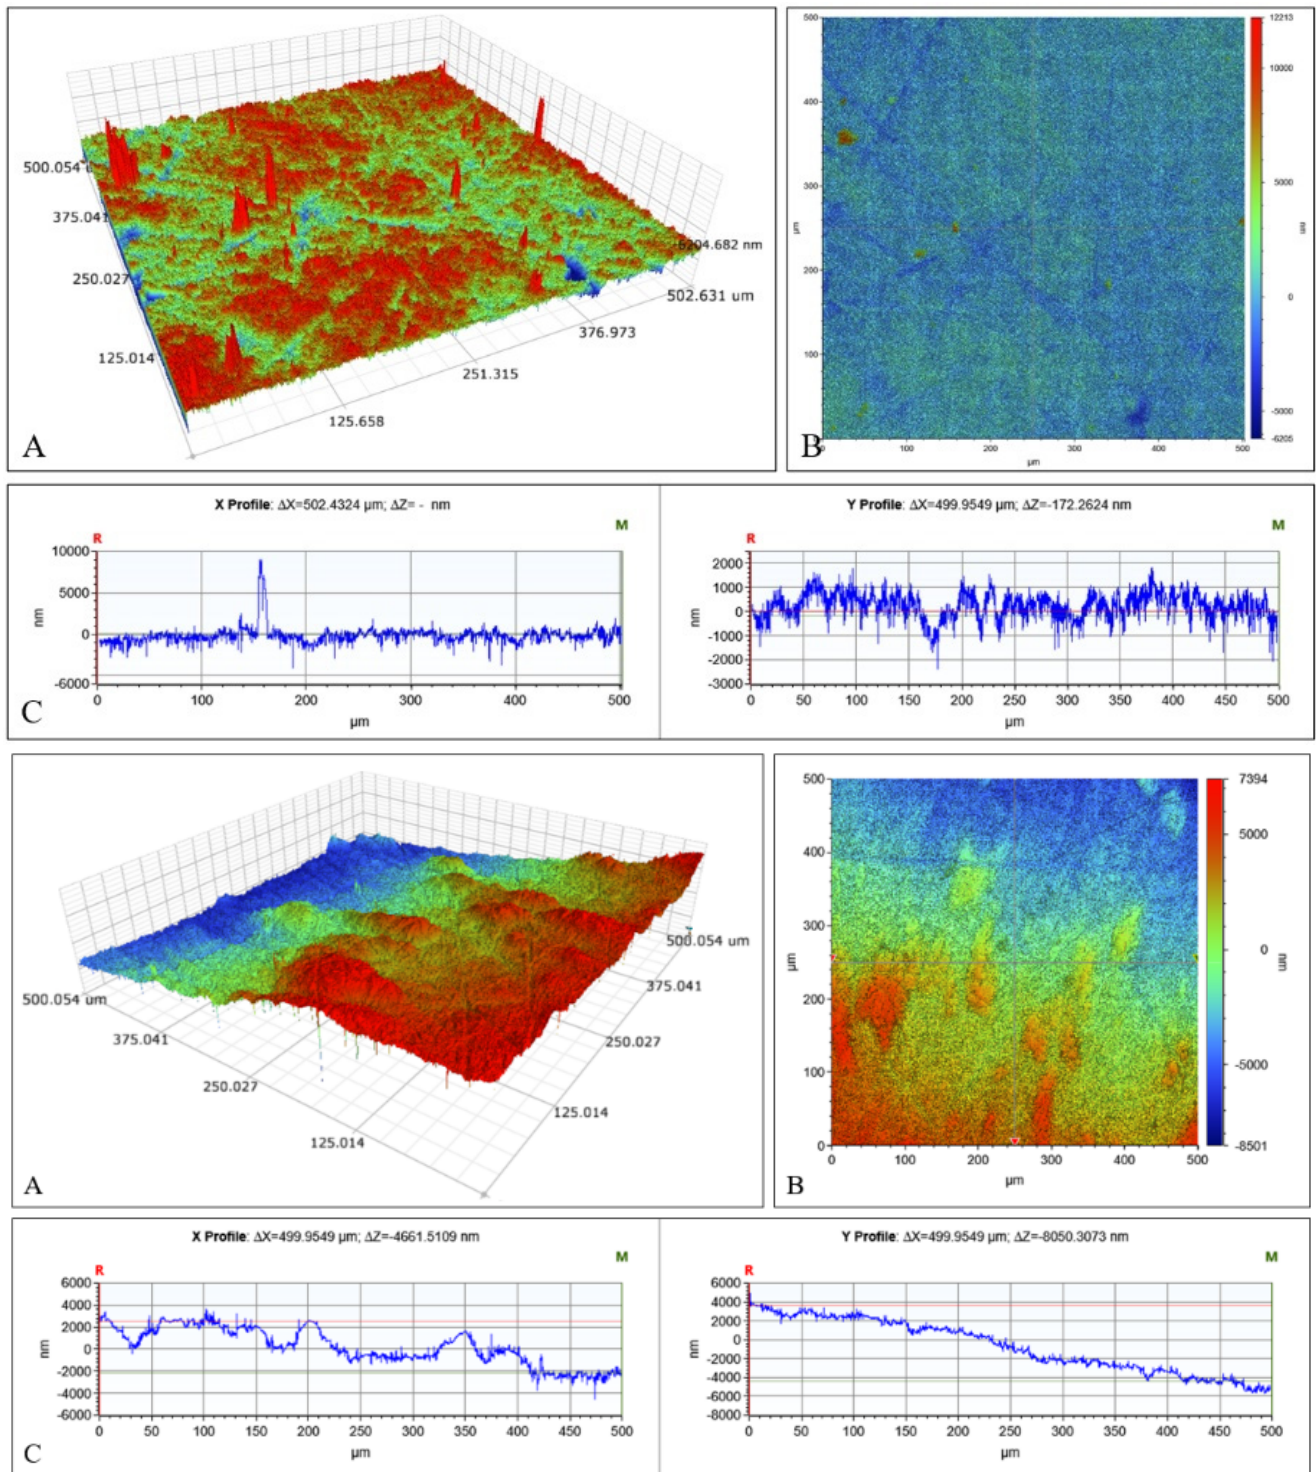 500.054 u
375.041
250.027
125.014
125.658
251.315
376.973
502.631 um
-6204.682 nm
A
500
400
300
200
100
µm
0
100
200
300
400
500
µm
12213
10000
5000
0
-5000
-6205
nm
B
X Profile: ΔX=502.4324 µm; ΔZ= - nm
R
M
10000
5000
0
-6000
nm
0
100
200
300
400
500
µm
C
Y Profile: ΔX=499.9549 µm; ΔZ=-172.2624 nm
R
M
2000
1000
0
-1000
-2000
-3000
nm
0
50
100
150
200
250
300
350
400
450
500
µm
500.054 um
375.041
250.027
125.014
125.014
250.027
375.041
500.054 um
A
500
400
300
200
100
0
µm
0
100
200
300
400
500
µm
7394
5000
0
-5000
-8501
nm
B
X Profile: ΔX=499.9549 µm; ΔZ=-4661.5109 nm
R
M
6000
4000
2000
0
-2000
-4000
-6000
nm
0
50
100
150
200
250
300
350
400
450
500
µm
C
Y Profile: ΔX=499.9549 µm; ΔZ=-8050.3073 nm
R
M
6000
4000
2000
0
-2000
-4000
-6000
-8000
nm
0
50
100
150
200
250
300
350
400
450
500
µm